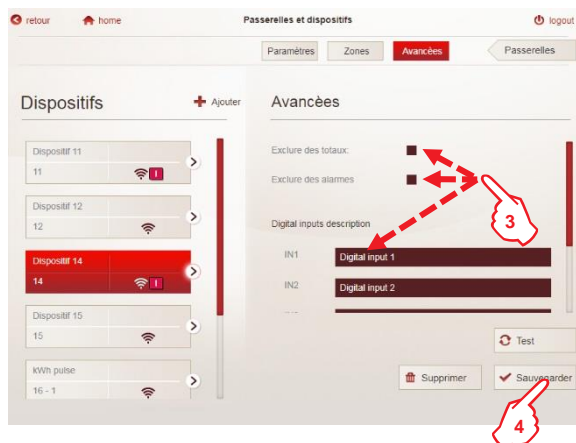 retour
home
Passerelles et dispositifs
logout
Paramètres
Zones
Avancèes
Passerelles
Dispositifs
Ajouter
Dispositif 11
11
I
Dispositif 12
12
Dispositif 14
14
I
Dispositif 15
15
kWh pulse
16 - 1
Avancèes
Exclure des totaux:
Exclure des alarmes
3
Digital inputs description
IN1
Digital input 1
IN2
Digital input 2
Test
Supprimer
Sauvegarder
4